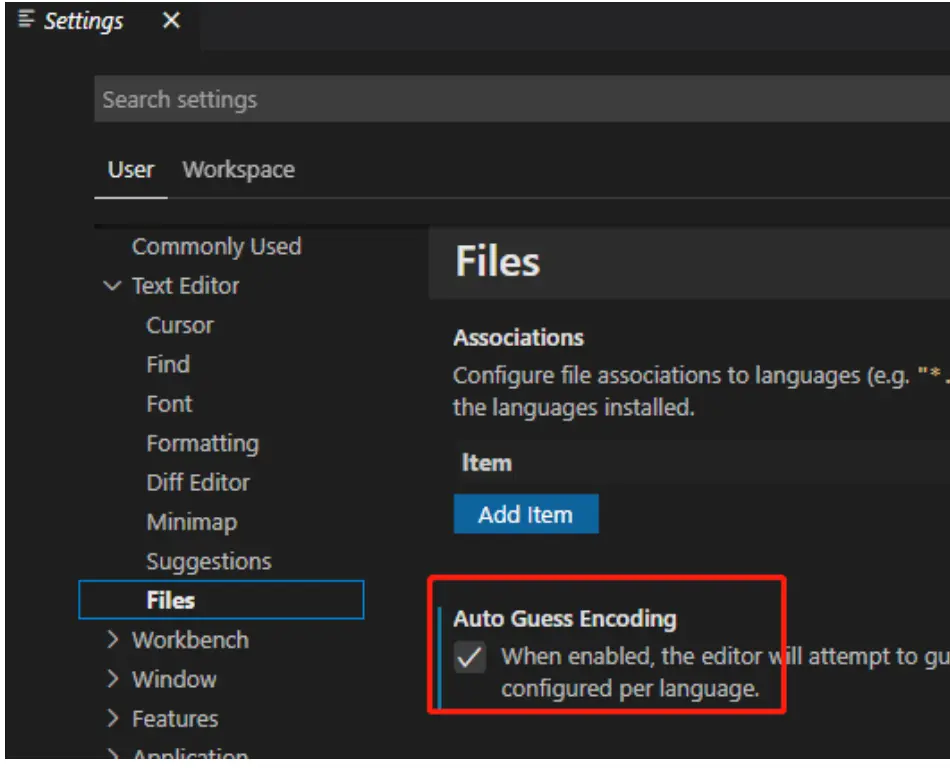 Settings
Search settings
User Workspace
Commonly Used
Text Editor
Cursor
Find
Font
Formatting
Diff Editor
Minimap
Suggestions
Files
Workbench
Window
Features
Application
Files
Associations
Configure file associations to languages (e.g. "*.
the languages installed.
Item
Add Item
Auto Guess Encoding
When enabled, the editor will attempt to gu
configured per language.